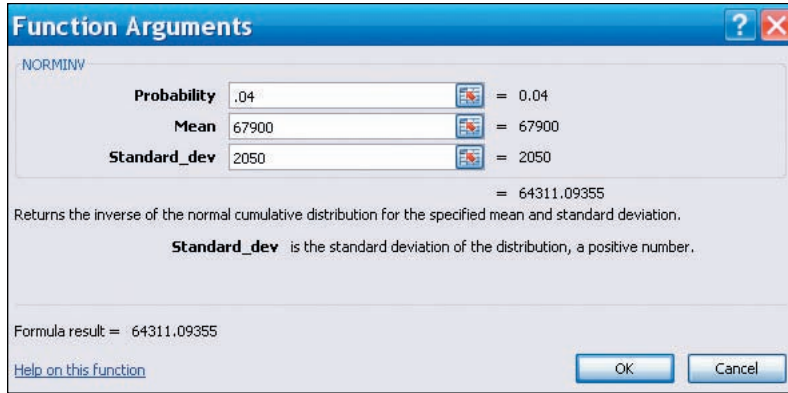 Function Arguments
NORMINV
Probability .04 = 0.04
Mean 67900 = 67900
Standard_dev 2050 = 2050
= 64311.09355
Returns the inverse of the normal cumulative distribution for the specified mean and standard deviation.
Standard_dev is the standard deviation of the distribution, a positive number.
Formula result = 64311.09355
Help on this function OK Cancel